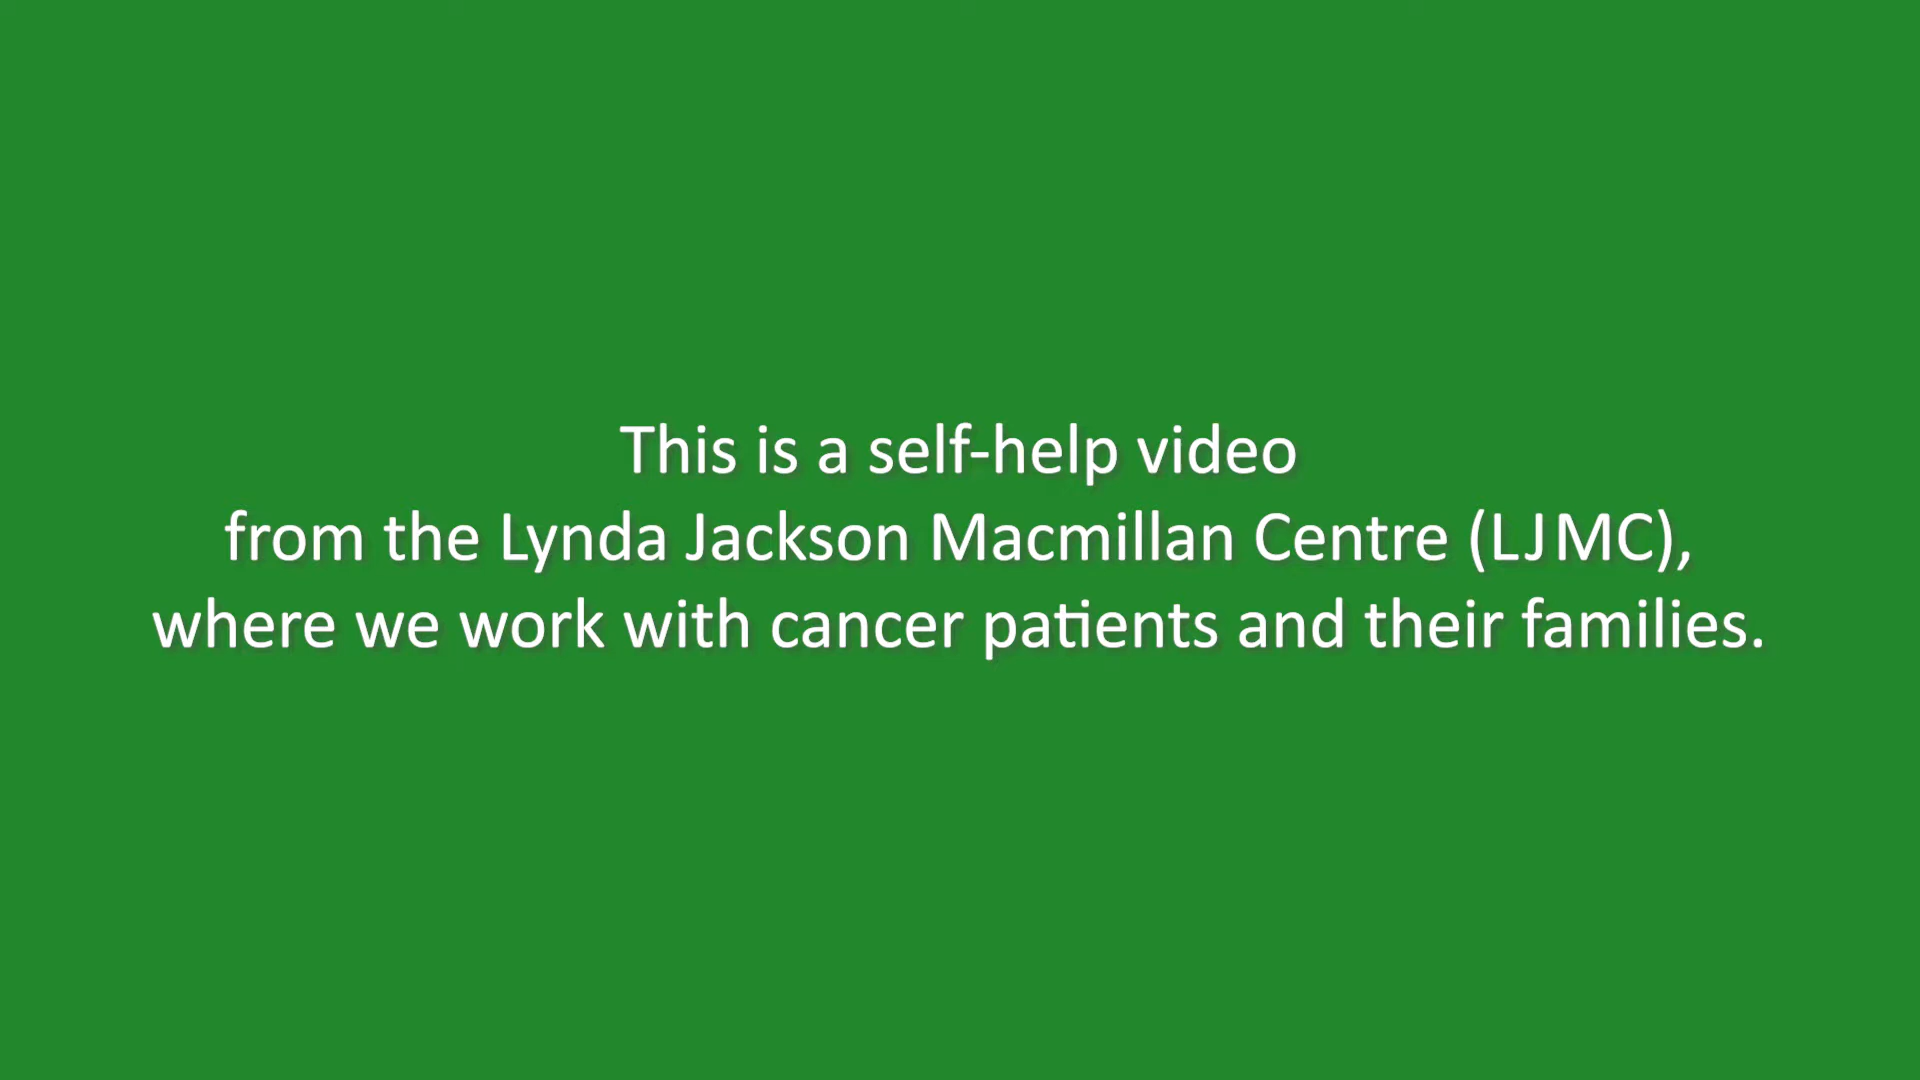 This is a self-help video
from the Lynda Jackson Macmillan Centre (LJMC),
where we work with cancer patients and their families.